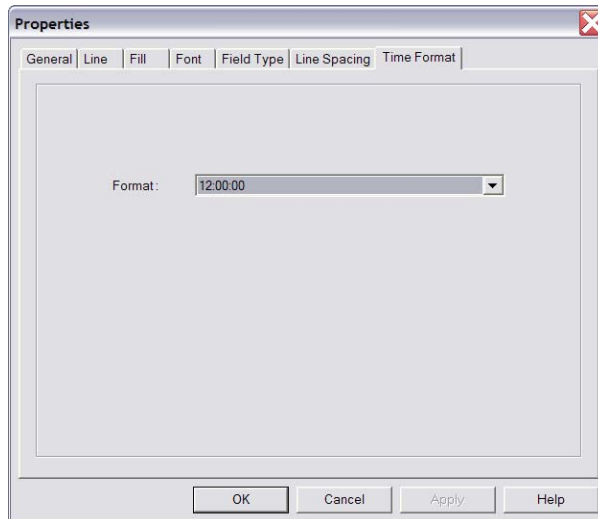 Properties
General Line Fill Font Field Type Line Spacing Time Format
Format: 12:00:00
OK Cancel Apply Help